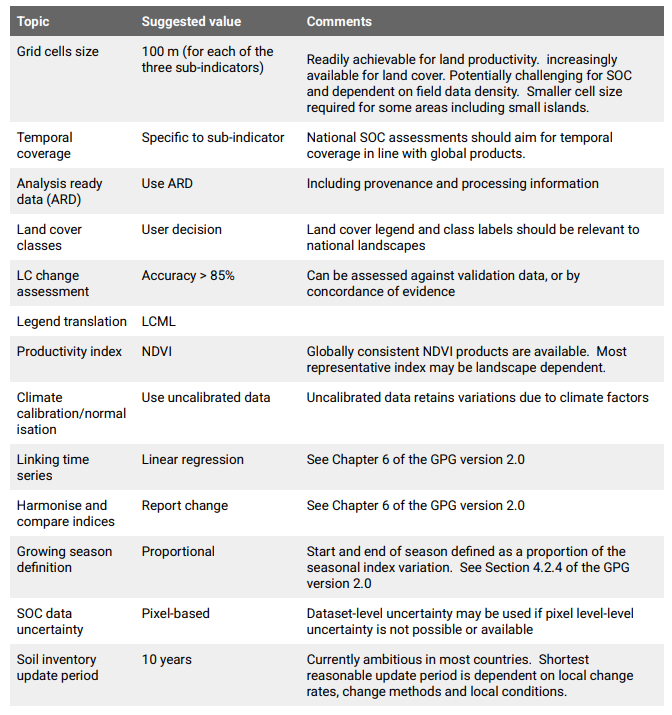 Topic Suggested value Comments
Grid cells size
100 m (for each of the
three sub-indicators)
Readily achievable for land productivity. increasingly
available for land cover. Potentially challenging for SOC
and dependent on field data density. Smaller cell size
required for some areas including small islands.
Temporal
coverage
Specific to sub-indicator
National SOC assessments should aim for temporal
coverage in line with global products.
Analysis ready
data (ARD)
Use ARD
Including provenance and processing information
Land cover
classes
User decision
Land cover legend and class labels should be relevant to
national landscapes
LC change
assessment
Accuracy > 85%
Can be assessed against validation data, or by
concordance of evidence
Legend translation
LCML
Productivity index
NDVI
Globally consistent NDVI products are available. Most
representative index may be landscape dependent.
Climate
calibration/normal
isation
Use uncalibrated data
Uncalibrated data retains variations due to climate factors
Linking time
series
Linear regression
See Chapter 6 of the GPG version 2.0
Harmonise and
compare indices
Report change
See Chapter 6 of the GPG version 2.0
Growing season
definition
Proportional
Start and end of season defined as a proportion of the
seasonal index variation. See Section 4.2.4 of the GPG
version 2.0
SOC data
uncertainty
Pixel-based
Dataset-level uncertainty may be used if pixel level-level
uncertainty is not possible or available
Soil inventory
update period
10 years
Currently ambitious in most countries. Shortest
reasonable update period is dependent on local change
rates, change methods and local conditions.